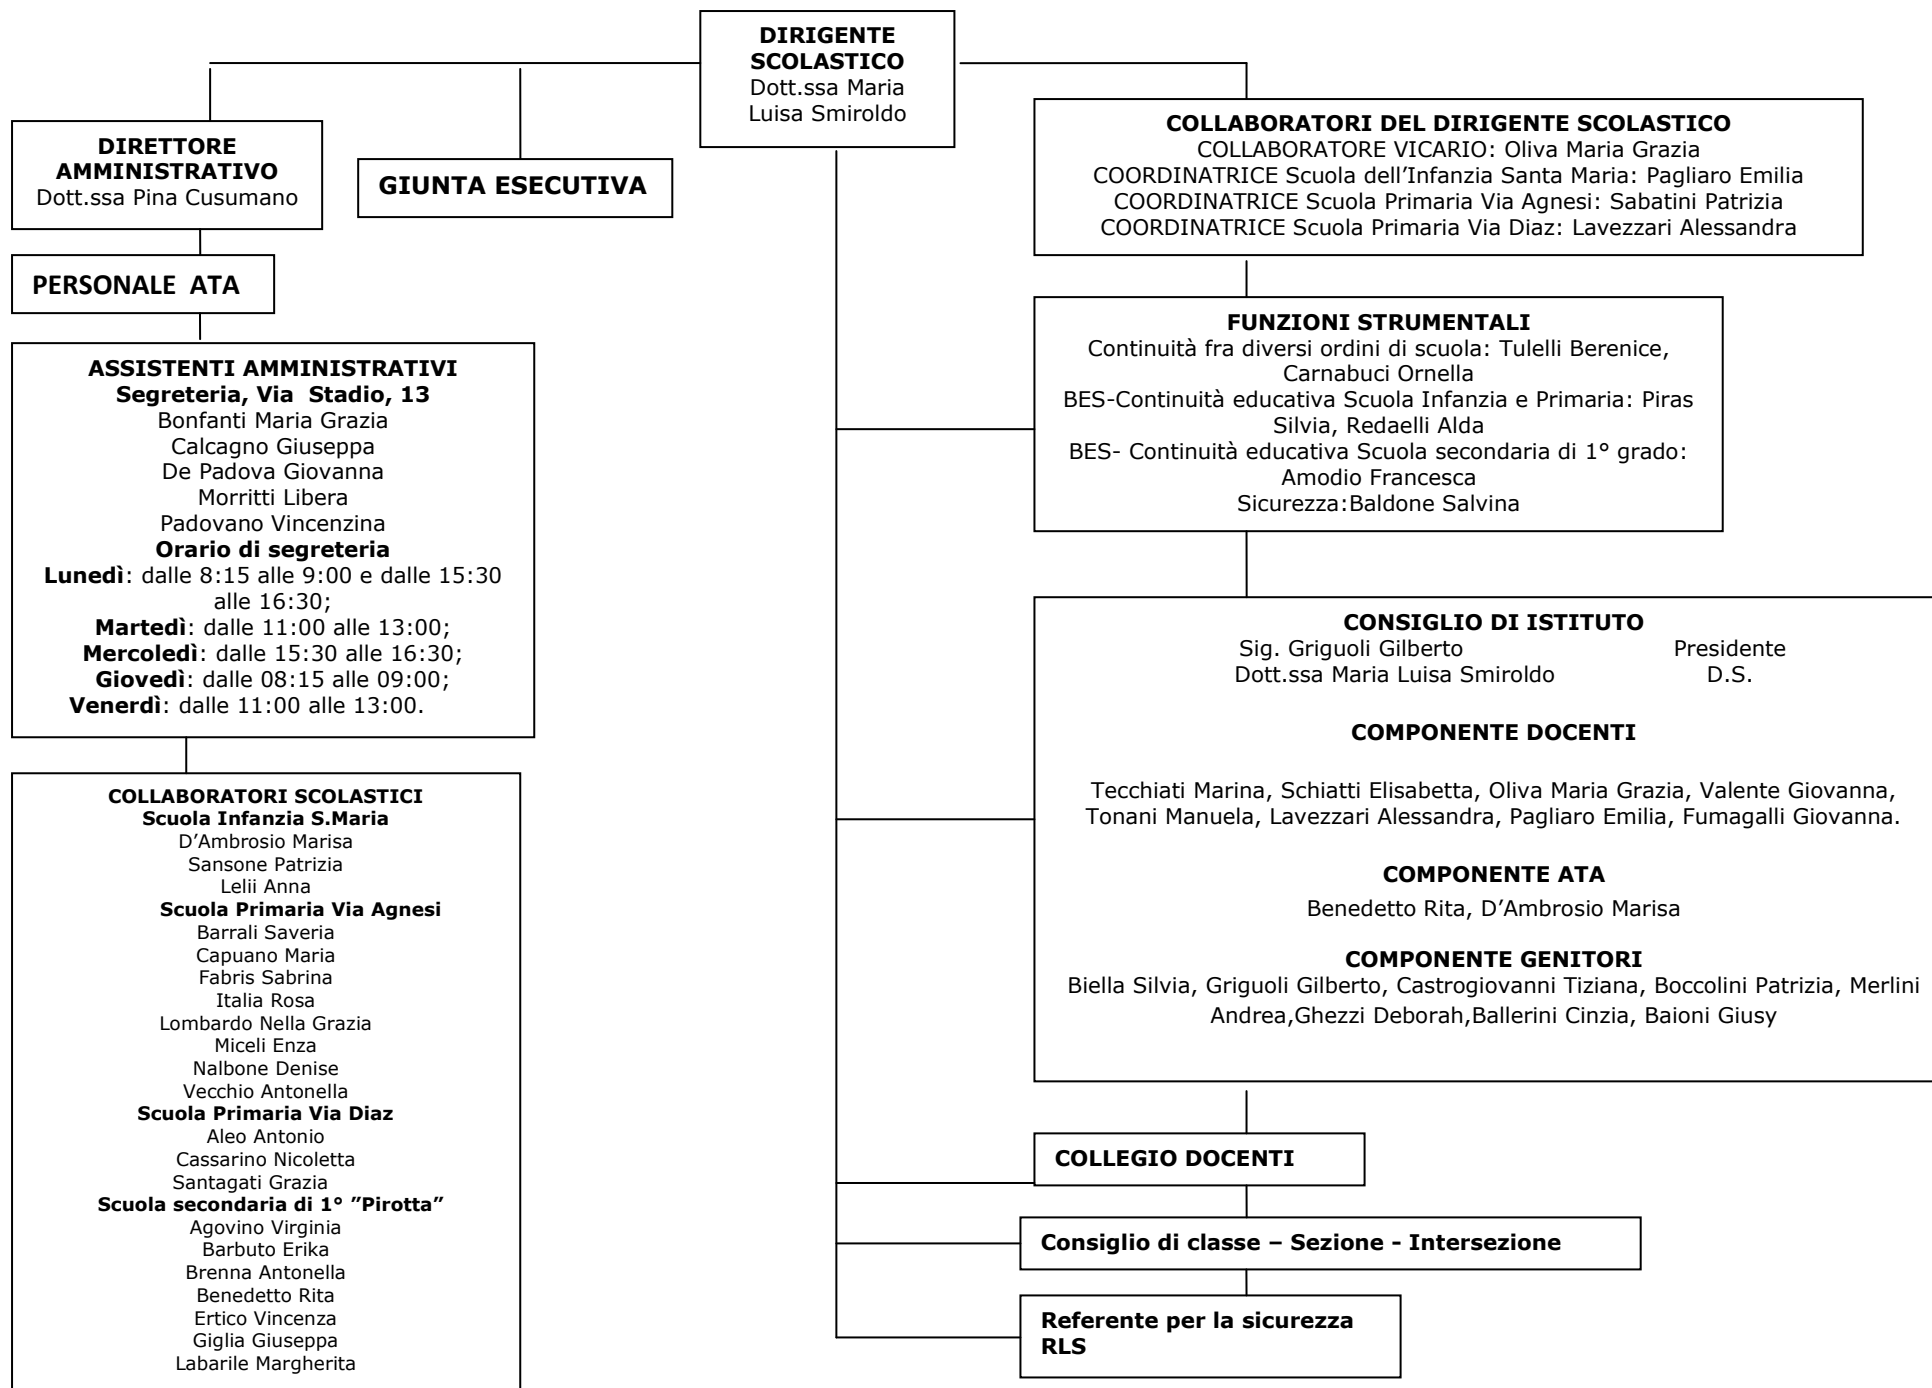 DIRIGENTE
SCOLASTICO
Dott.ssa Maria
Luisa Smiroldo
DIRETTORE
AMMINISTRATIVO
Dott.ssa Pina Cusumano
GIUNTA ESECUTIVA
PERSONALE ATA
ASSISTENTI AMMINISTRATIVI
Segreteria, Via Stadio, 13
Bonfanti Maria Grazia
Calcagno Giuseppa
De Padova Giovanna
Morritti Libera
Padovano Vincenzina
Orario di segreteria
Lunedì: dalle 8:15 alle 9:00 e dalle 15:30
alle 16:30;
Martedì: dalle 11:00 alle 13:00;
Mercoledì: dalle 15:30 alle 16:30;
Giovedì: dalle 08:15 alle 09:00;
Venerdì: dalle 11:00 alle 13:00.
COLLABORATORI SCOLASTICI
Scuola Infanzia S.Maria
D’Ambrosio Marisa
Sansone Patrizia
Lelii Anna
Scuola Primaria Via Agnesi
Barrali Saveria
Capuano Maria
Fabris Sabrina
Italia Rosa
Lombardo Nella Grazia
Miceli Enza
Nalbone Denise
Vecchio Antonella
Scuola Primaria Via Diaz
Aleo Antonio
Cassarino Nicoletta
Santagati Grazia
Scuola secondaria di 1° ”Pirotta”
Agovino Virginia
Barbuto Erika
Brenna Antonella
Benedetto Rita
Ertico Vincenza
Giglia Giuseppa
Labarile Margherita
COLLABORATORI DEL DIRIGENTE SCOLASTICO
COLLABORATORE VICARIO: Oliva Maria Grazia
COORDINATRICE Scuola dell’Infanzia Santa Maria: Pagliaro Emilia
COORDINATRICE Scuola Primaria Via Agnesi: Sabatini Patrizia
COORDINATRICE Scuola Primaria Via Diaz: Lavezzari Alessandra
FUNZIONI STRUMENTALI
Continuità fra diversi ordini di scuola: Tulelli Berenice,
Carnabuci Ornella
BES-Continuità educativa Scuola Infanzia e Primaria: Piras
Silvia, Redaelli Alda
BES- Continuità educativa Scuola secondaria di 1° grado:
Amodio Francesca
Sicurezza:Baldone Salvina
CONSIGLIO DI ISTITUTO
Sig. Griguoli Gilberto Presidente
Dott.ssa Maria Luisa Smiroldo D.S.
COMPONENTE DOCENTI
Tecchiati Marina, Schiatti Elisabetta, Oliva Maria Grazia, Valente Giovanna,
Tonani Manuela, Lavezzari Alessandra, Pagliaro Emilia, Fumagalli Giovanna.
COMPONENTE ATA
Benedetto Rita, D’Ambrosio Marisa
COMPONENTE GENITORI
Biella Silvia, Griguoli Gilberto, Castrogiovanni Tiziana, Boccolini Patrizia, Merlini
Andrea,Ghezzi Deborah,Ballerini Cinzia, Baioni Giusy
COLLEGIO DOCENTI
Consiglio di classe – Sezione - Intersezione
Referente per la sicurezza
RLS